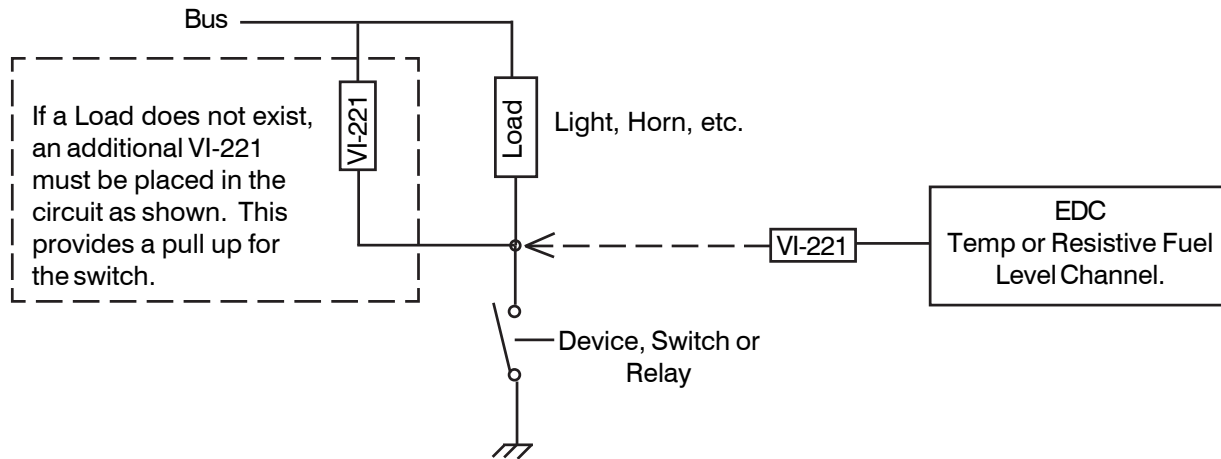 Bus
If a Load does not exist,
an additional VI-221
must be placed in the
circuit as shown.  This
provides a pull up for
the switch.
VI-221
Load
Light, Horn, etc.
VI-221
EDC
Temp or Resistive Fuel
Level Channel.
Device, Switch or
Relay